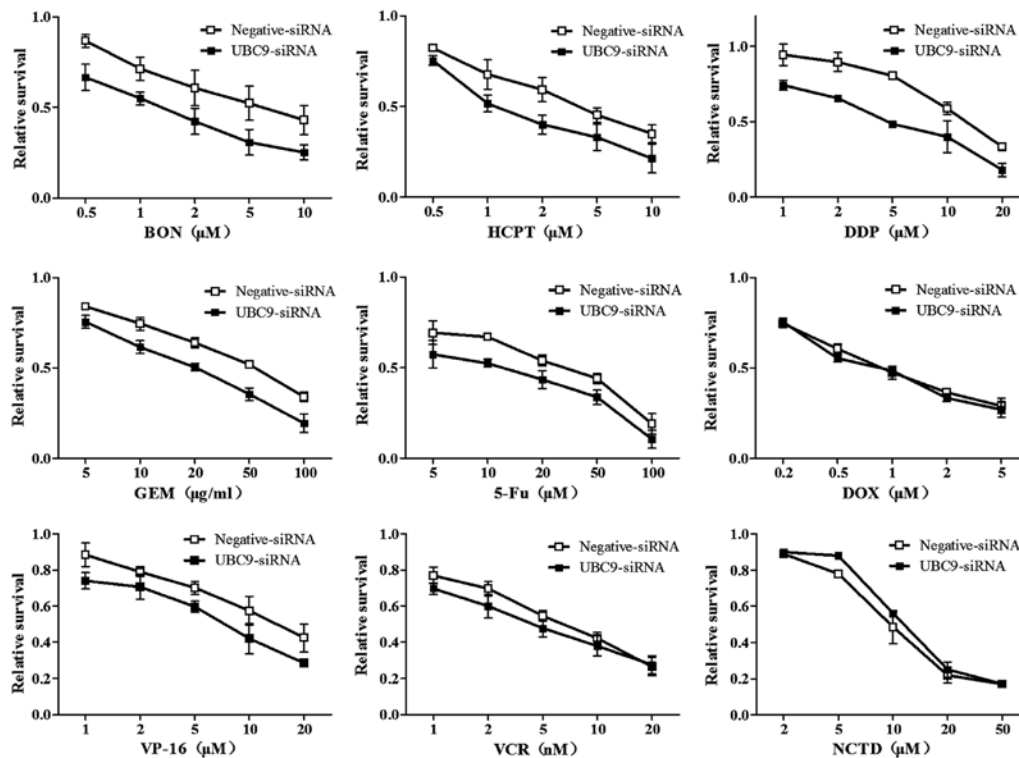 Relative survival
1.0
0.5
0.0
Negative-siRNA
UBC9-siRNA
0.5 1 2 5 10
BON (μM)
Relative survival
1.0
0.5
0.0
Negative-siRNA
UBC9-siRNA
0.5 1 2 5 10
HCPT (μM)
Relative survival
1.0
0.5
0.0
Negative-siRNA
UBC9-siRNA
1 2 5 10 20
DDP (μM)
Relative survival
1.0
0.5
0.0
Negative-siRNA
UBC9-siRNA
5 10 20 50 100
GEM (μg/ml)
Relative survival
1.0
0.5
0.0
Negative-siRNA
UBC9-siRNA
5 10 20 50 100
5-Fu (μM)
Relative survival
1.0
0.5
0.0
Negative-siRNA
UBC9-siRNA
0.2 0.5 1 2 5
DOX (μM)
Relative survival
1.0
0.8
0.6
0.4
0.2
0.0
Negative-siRNA
UBC9-siRNA
1 2 5 10 20
VP-16 (μM)
Relative survival
1.0
0.8
0.6
0.4
0.2
0.0
Negative-siRNA
UBC9-siRNA
1 2 5 10 20
VCR (nM)
Relative survival
1.0
0.8
0.6
0.4
0.2
0.0
Negative-siRNA
UBC9-siRNA
2 5 10 20 50
NCTD (μM)